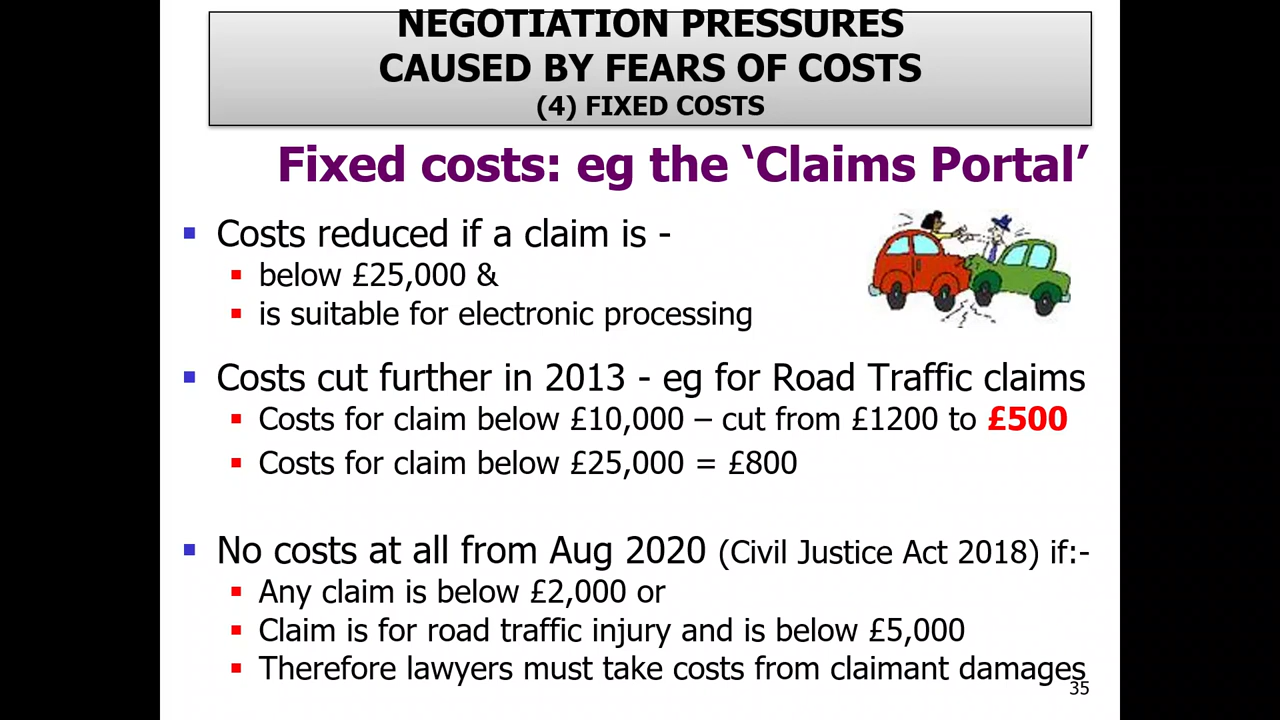 NEGOTIATION PRESSURES
CAUSED BY FEARS OF COSTS
(4) FIXED COSTS
Fixed costs: eg the ‘Claims Portal’
Costs reduced if a claim is -
below £25,000 &
is suitable for electronic processing
Costs cut further in 2013 - eg for Road Traffic claims
Costs for claim below £10,000 – cut from £1200 to £500
Costs for claim below £25,000 = £800
No costs at all from Aug 2020 (Civil Justice Act 2018) if:-
Any claim is below £2,000 or
Claim is for road traffic injury and is below £5,000
Therefore lawyers must take costs from claimant damages
35